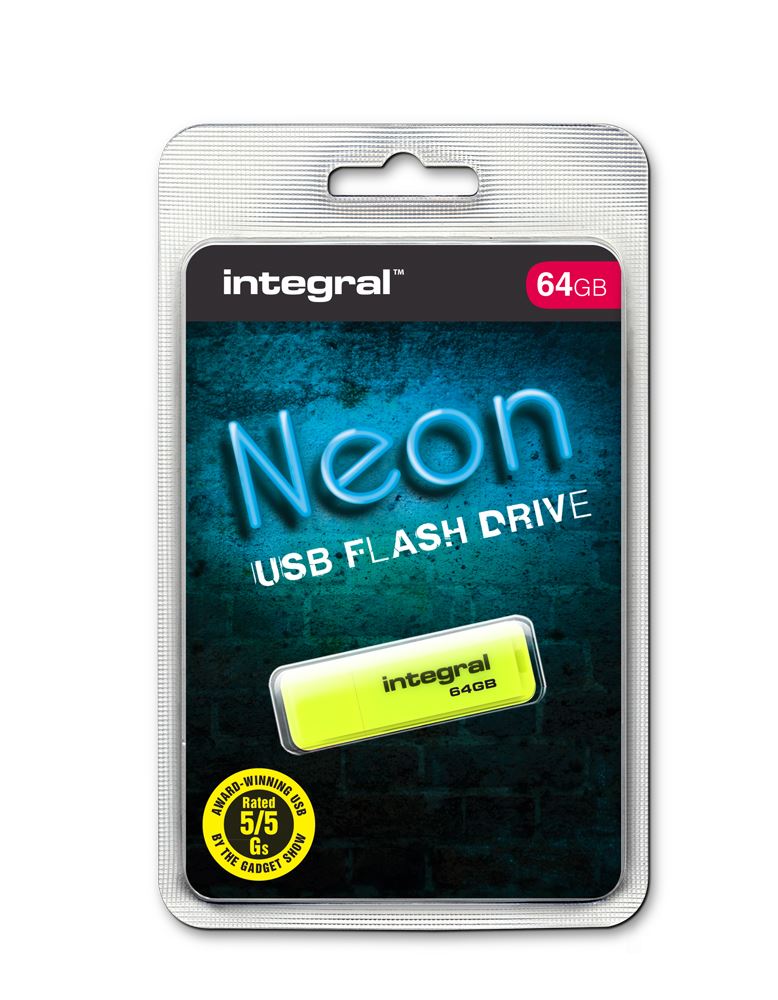 integral™
64GB
Neon
USB FLASH DRIVE
integral
64GB
AWARD-WINNING USB
Rated
5/5
Gs
BY THE GADGET SHOW